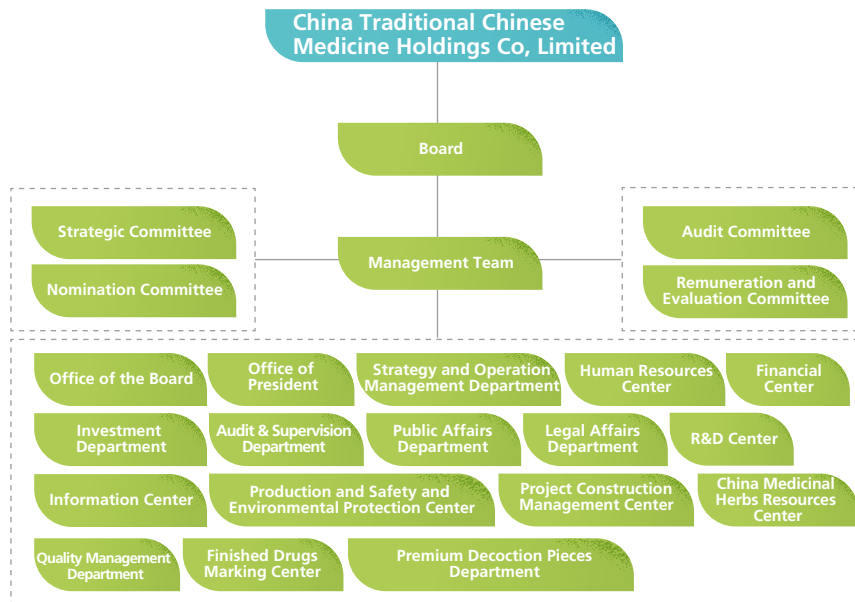 China Traditional Chinese
Medicine Holdings Co, Limited
Board
Strategic Committee
Nomination Committee
Management Team
Audit Committee
Remuneration and
Evaluation Committee
Office of the Board
Office of
President
Strategy and Operation
Management Department
Human Resources
Center
Financial
Center
Investment
Department
Audit & Supervision
Department
Public Affairs
Department
Legal Affairs
Department
R&D Center
Information Center
Production and Safety and
Environmental Protection Center
Project Construction
Management Center
China Medicinal
Herbs Resources
Center
Quality Management
Department
Finished Drugs
Marking Center
Premium Decoction Pieces
Department